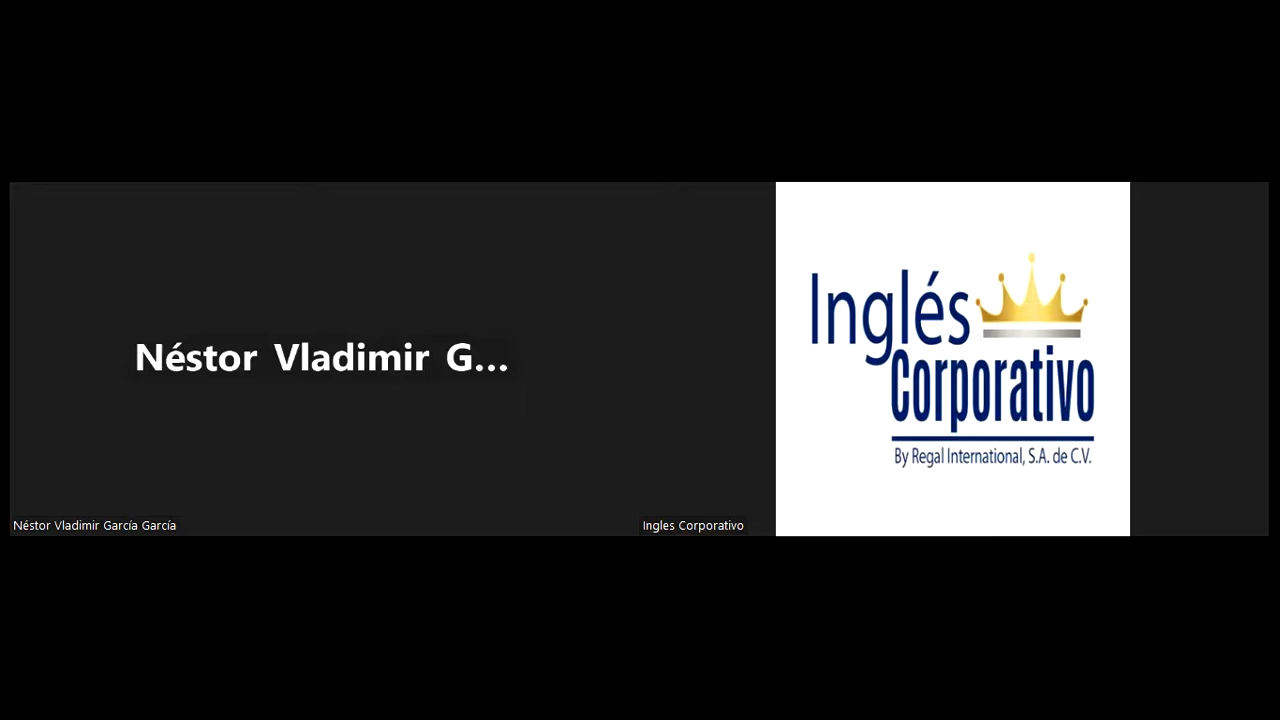 Néstor Vladimir G...
Néstor Vladimir García García
Inglés
Corporativo
By Regal International, S.A. de C.V.
Ingles Corporativo